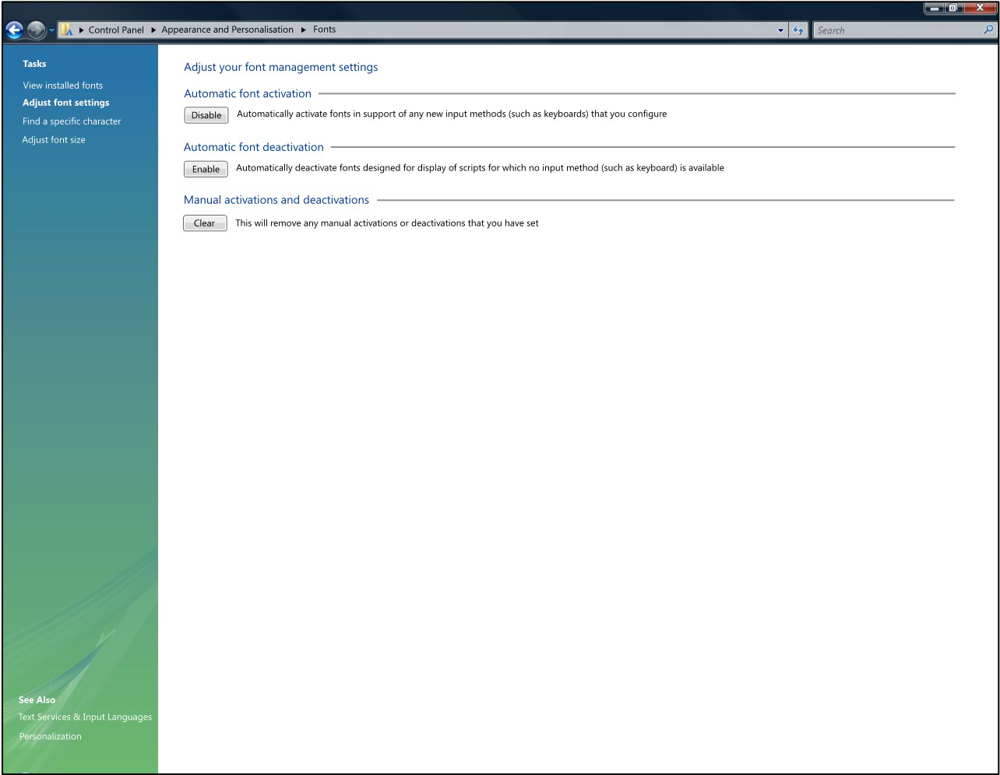 Control Panel ▸ Appearance and Personalisation ▸ Fonts
Search
Tasks
View installed fonts
Adjust font settings
Find a specific character
Adjust font size
See Also
Text Services & Input Languages
Personalization
Adjust your font management settings
Automatic font activation
Disable Automatically activate fonts in support of any new input methods (such as keyboards) that you configure
Automatic font deactivation
Enable Automatically deactivate fonts designed for display of scripts for which no input method (such as keyboard) is available
Manual activations and deactivations
Clear This will remove any manual activations or deactivations that you have set